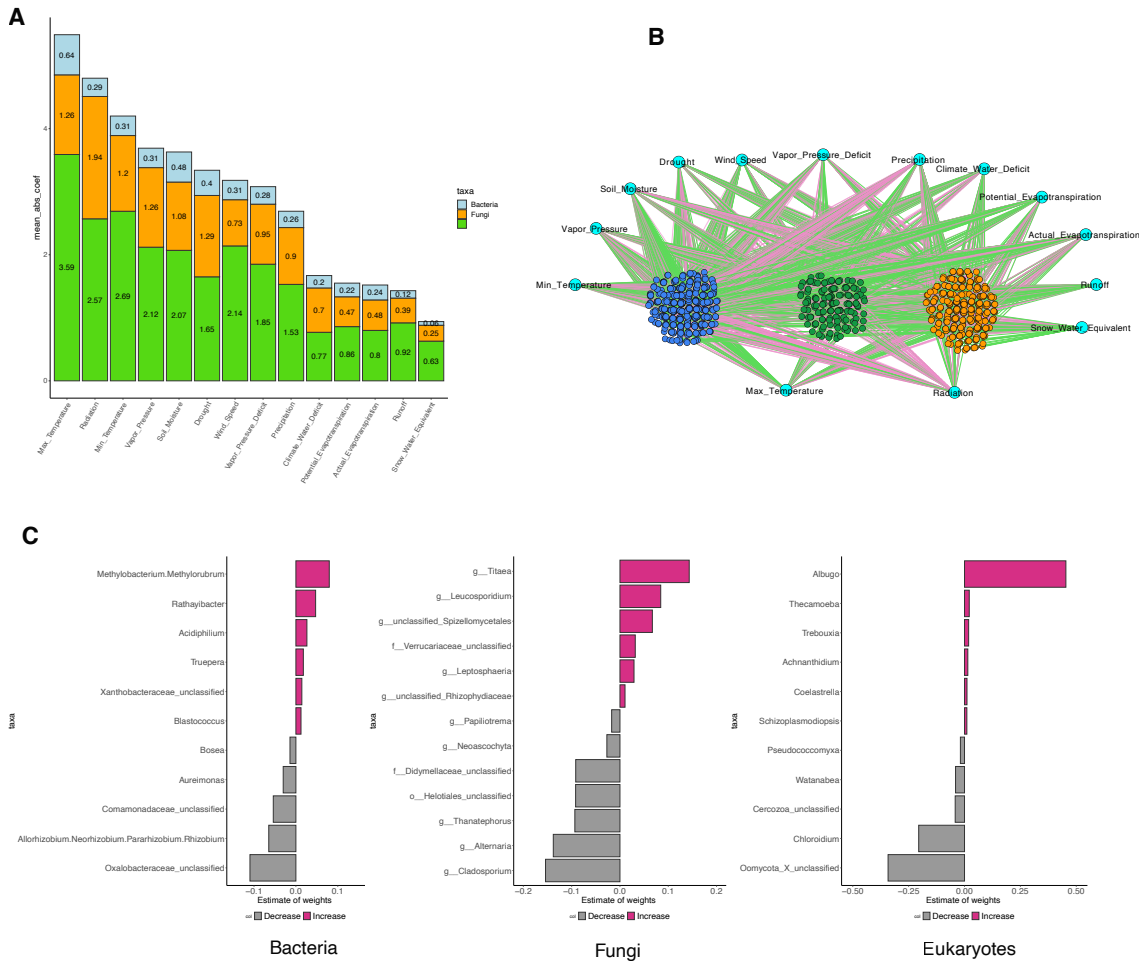 A
mean_abs_coef
4
2
0
0.64
1.26
3.59
0.29
1.94
2.57
0.31
1.2
2.69
0.31
1.26
2.12
0.48
1.08
2.07
0.4
1.29
1.65
0.31
0.73
2.14
0.28
0.95
1.85
0.26
0.9
1.53
0.2
0.7
0.77
0.22
0.47
0.86
0.24
0.48
0.8
0.12
0.39
0.92
0.06
0.25
0.63
Max_Temperature
Radiation
Min_Temperature
Vapor_Pressure
Soil_Moisture
Drought
Wind_Speed
Vapor_Pressure_Deficit
Precpitation
Climate_Water_Deficit
Potential_Evapotranspiration
Actual_Evapotranspiration
Runoff
Snow_Water_Equivalent
taxa
Bacteria
Fungi
B
Drought
Wind_Speed
Vapor_Pressure_Deficit
Precipitation
Climate_Water_Deficit
Soil_Moisture
Potential_Evapotranspiration
Vapor_Pressure
Actual_Evapotranspiration
Min_Temperature
Runoff
Snow_Water_Equivalent
Max_Temperature
Radiation
C
taxa
Methylobacterium.Methylorubrum
Rathayibacter
Acidiphilium
Truepera
Xanthobacteraceae_unclassified
Blastococcus
Bosea
Aureimonas
Comamonadaceae_unclassified
Allorhizobium.Neorhizobium.Pararhizobium.Rhizobium
Oxalobacteraceae_unclassified
−0.1 0.0 0.1
Estimate of weights
Decrease Increase
Bacteria
taxa
g__Titaea
g__Leucosporidium
g__unclassified_Spizellomycetales
f__Verrucariaceae_unclassified
g__Leptosphaeria
g__unclassified_Rhizophydiaceae
g__Papiliotrema
g__Neoascochyta
f__Didymellaceae_unclassified
o__Helotiales_unclassified
g__Thanatephorus
g__Alternaria
g__Cladosporium
−0.2 −0.1 0.0 0.1 0.2
Estimate of weights
Decrease Increase
Fungi
taxa
Albugo
Thecamoeba
Trebouxia
Achnanthidium
Coelastrella
Schizoplasmodiopsis
Pseudococcomyxa
Watanabea
Cercozoa_unclassified
Chloroidium
Oomycota_X_unclassified
−0.50 −0.25 0.00 0.25 0.50
Estimate of weights
Decrease Increase
Eukaryotes